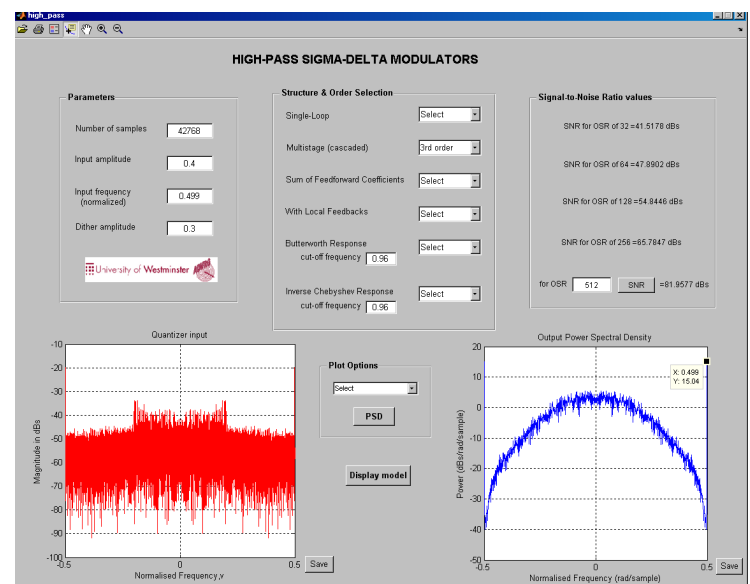 high_pass
HIGH-PASS SIGMA-DELTA MODULATORS
Parameters
Number of samples 42768
Input amplitude 0.4
Input frequency
(normalized) 0.499
Dither amplitude 0.3
University of Westminster
Structure & Order Selection
Single-Loop Select
Multistage (cascaded) 3rd order
Sum of Feedforward Coefficients Select
With Local Feedbacks Select
Butterworth Response Select
cut-off frequency 0.96
Inverse Chebyshev Response Select
cut-off frequency 0.96
Signal-to-Noise Ratio values
SNR for OSR of 32 =41.5178 dBs
SNR for OSR of 64 =47.8902 dBs
SNR for OSR of 128 =54.8446 dBs
SNR for OSR of 256 =65.7847 dBs
for OSR 512 SNR =81.9577 dBs
Quantizer input
Magnitude in dBs
-10
-20
-30
-40
-50
-60
-70
-80
-90
-100
-0.5 0 0.5
Normalised Frequency,v
Save
Plot Options
Select
PSD
Display model
Output Power Spectral Density
Power (dBs/rad/sample)
20
10
0
-10
-20
-30
-40
-50
X: 0.499
Y: 15.04
-0.5 0 0.5
Normalised Frequency (rad/sample)
Save